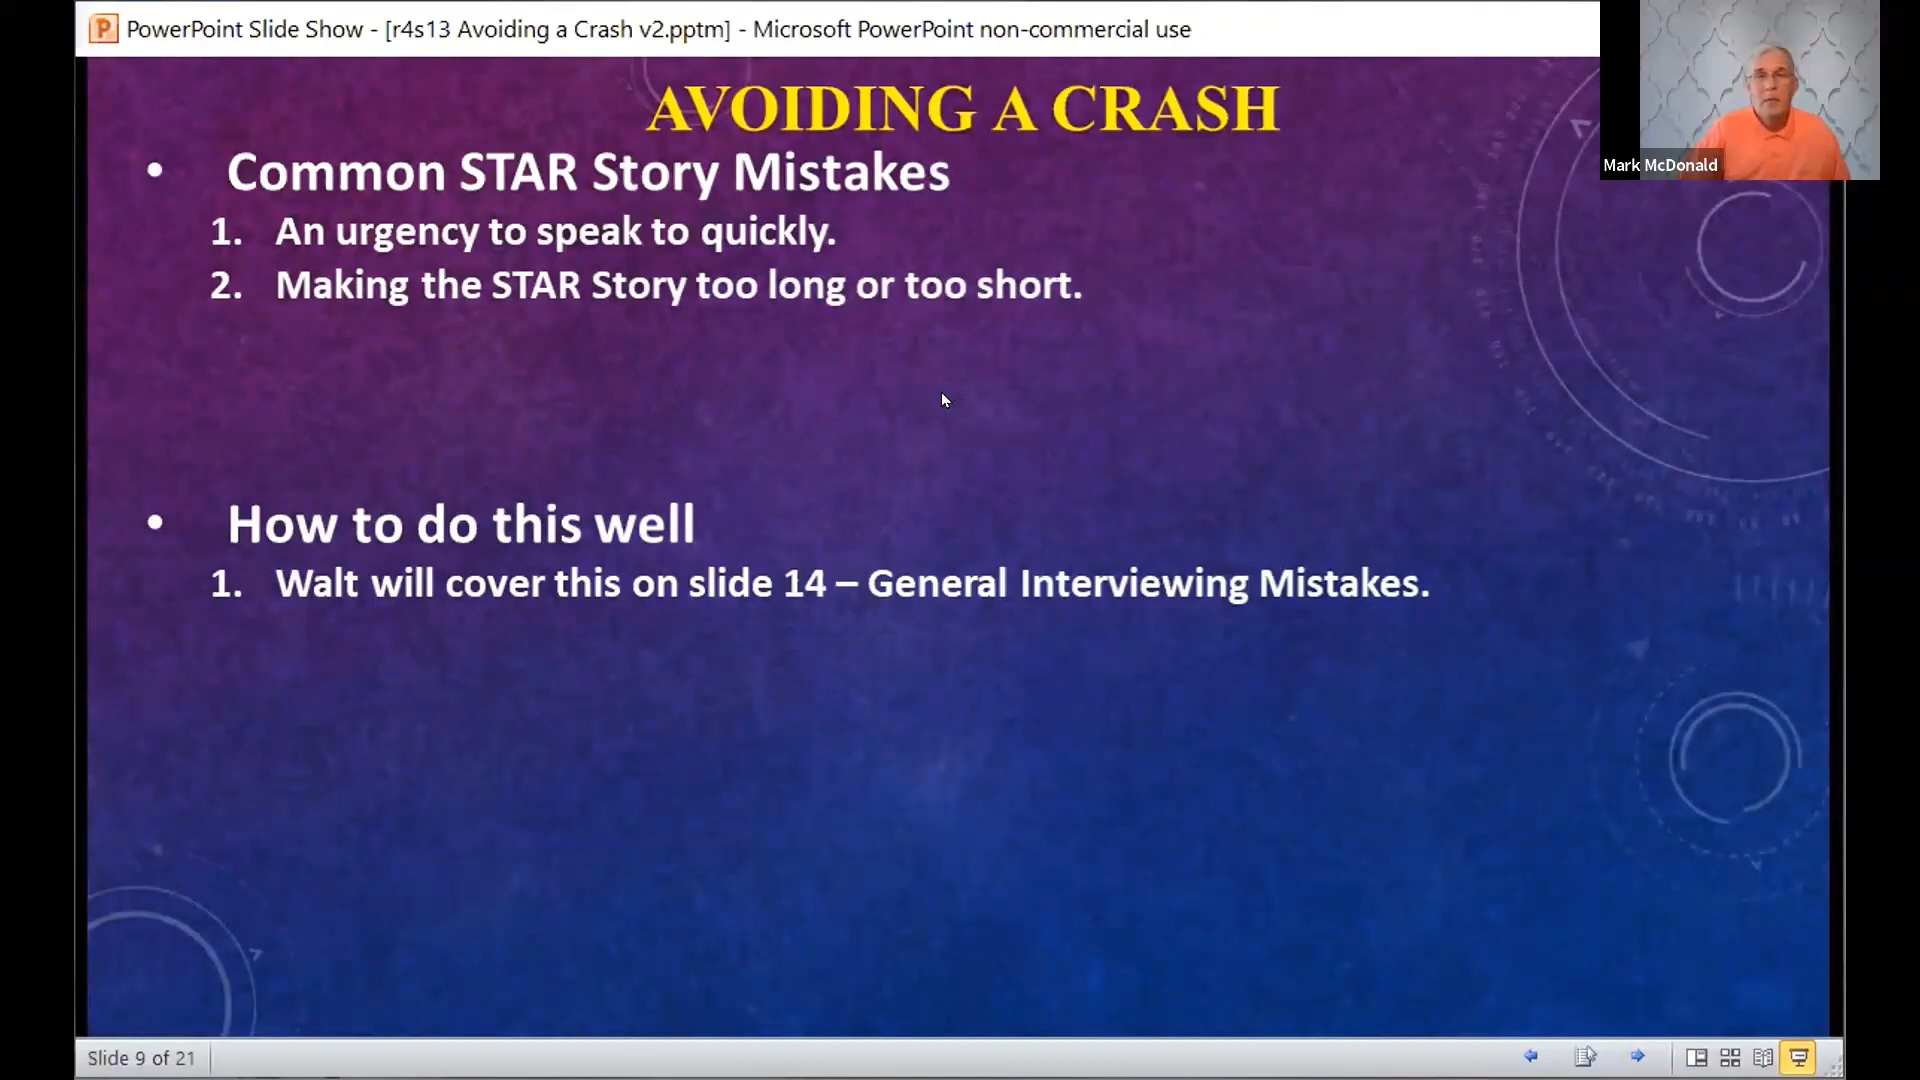 PowerPoint Slide Show - [r4s13 Avoiding a Crash v2.pptm] - Microsoft PowerPoint non-commercial use
Mark McDonald
AVOIDING A CRASH
• Common STAR Story Mistakes
1. An urgency to speak to quickly.
2. Making the STAR Story too long or too short.
• How to do this well
1. Walt will cover this on slide 14 – General Interviewing Mistakes.
Slide 9 of 21